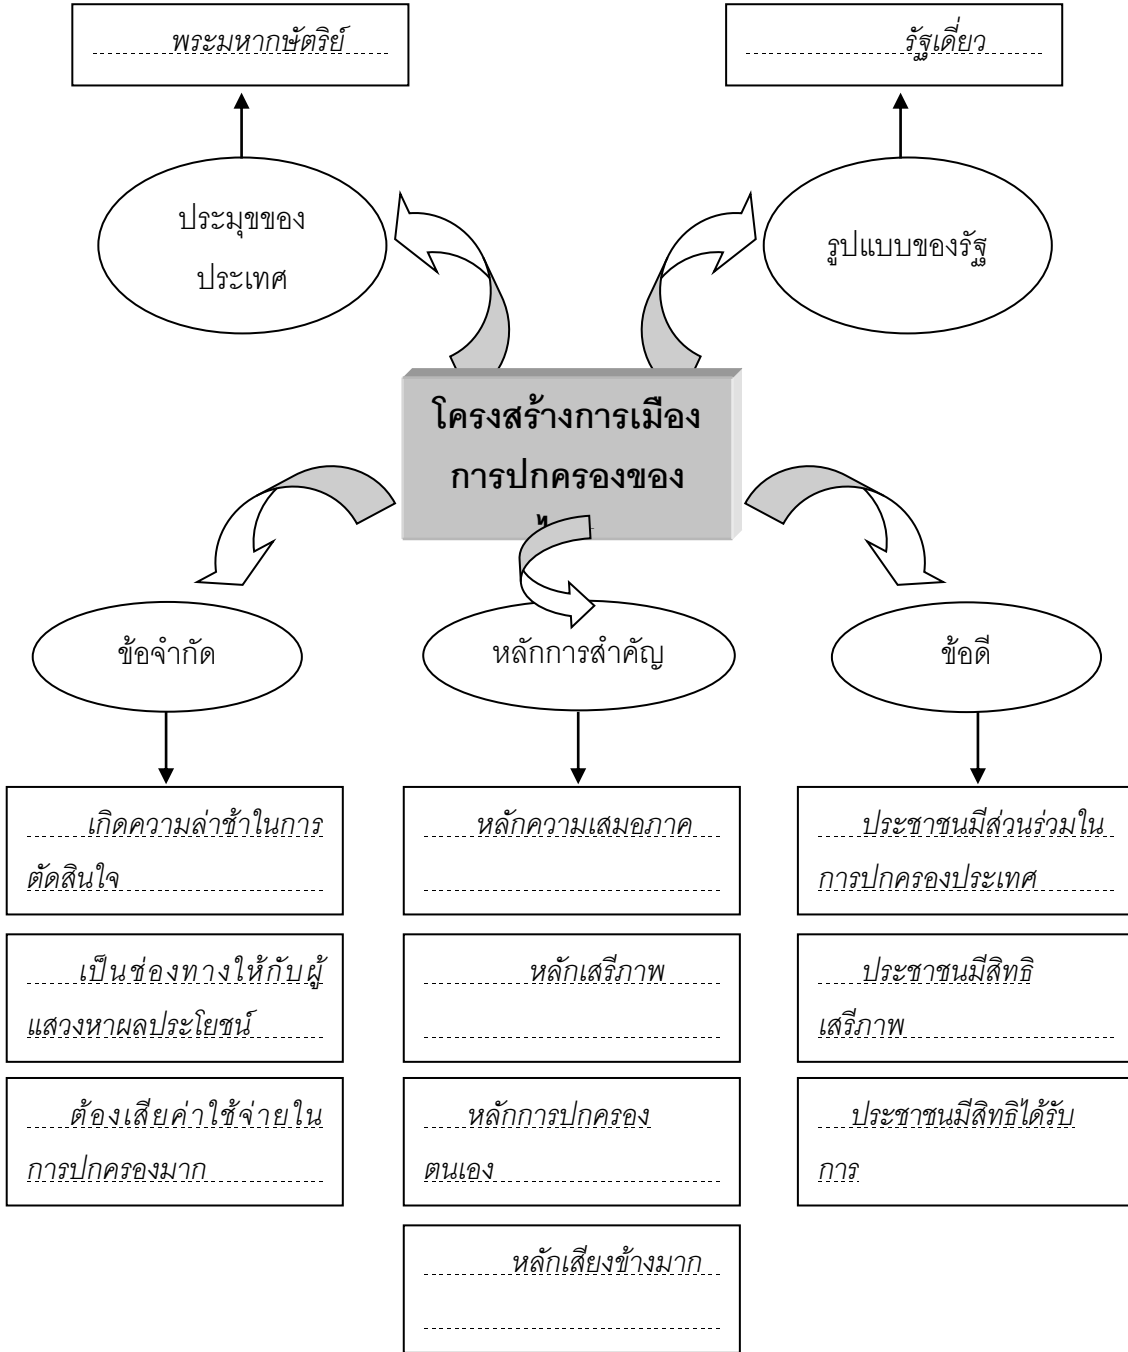 พระมหากษัตริย์
รัฐเดี่ยว
ประมุขของ
ประเทศ
รูปแบบของรัฐ
โครงสร้างการเมือง
การปกครองของ
ข้อจำกัด
หลักการสำคัญ
ข้อดี
เกิดความล่าช้าในการ
ตัดสินใจ
เป็นช่องทางให้กับผู้
แสวงหาผลประโยชน์
ต้องเสียค่าใช้จ่ายใน
การปกครองมาก
หลักความเสมอภาค
หลักเสรีภาพ
หลักการปกครอง
ตนเอง
หลักเสียงข้างมาก
ประชาชนมีส่วนร่วมใน
การปกครองประเทศ
ประชาชนมีสิทธิ
เสรีภาพ
ประชาชนมีสิทธิได้รับ
การ